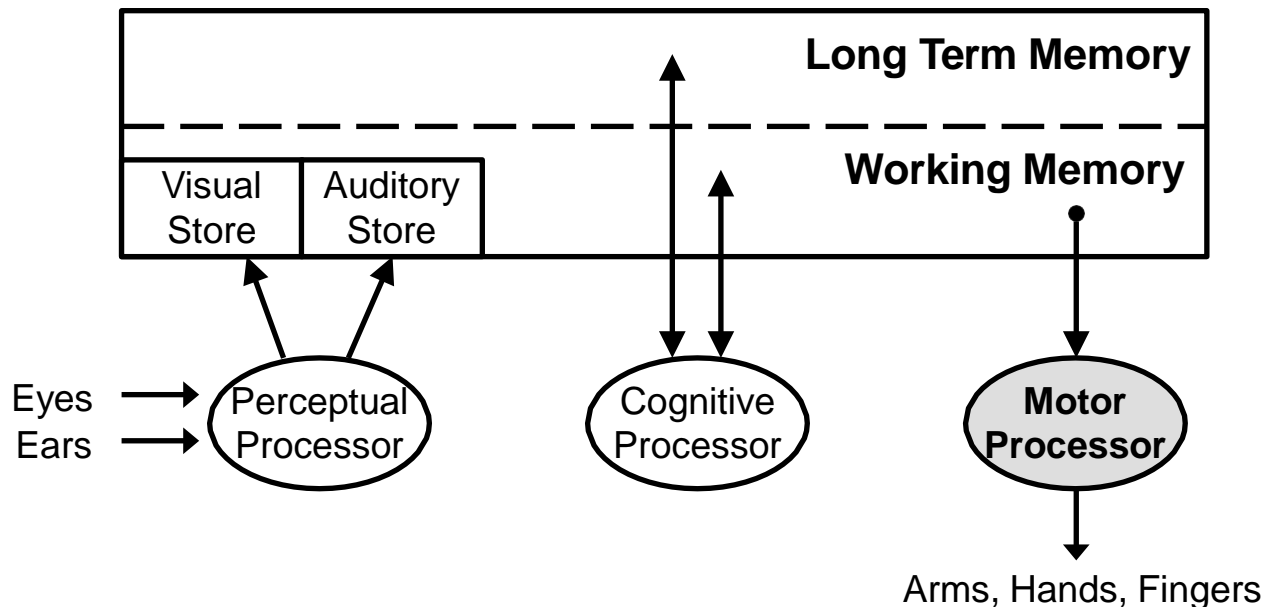 Long Term Memory
Working Memory
Visual
Store
Auditory
Store
Eyes
Ears
Perceptual
Processor
Cognitive
Processor
Motor
Processor
Arms, Hands, Fingers